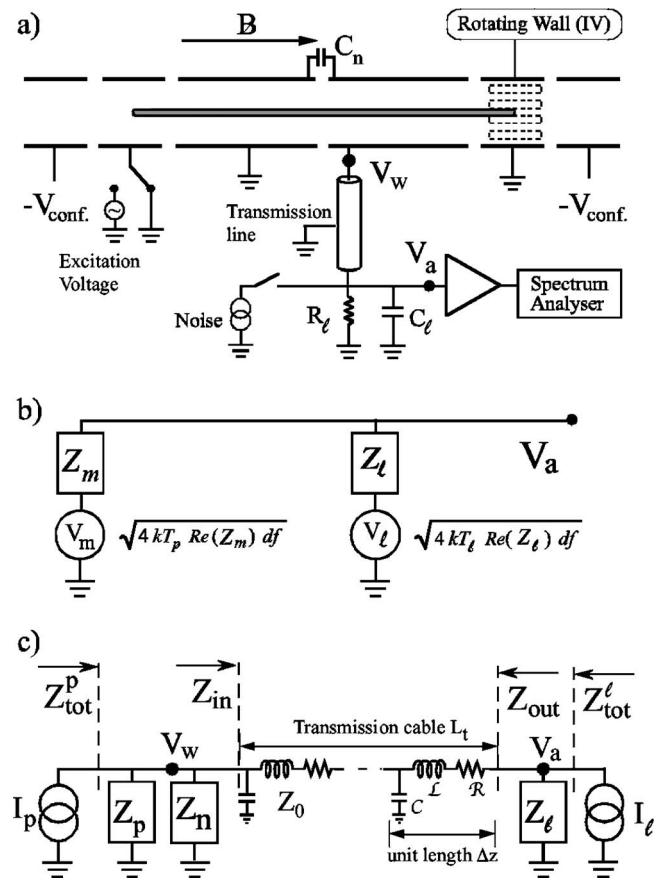 a)
B
C_n
Rotating Wall (IV)
-V_conf.
Excitation
Voltage
Transmission
line
V_w
-V_conf.
V_a
Noise
R_ℓ
C_ℓ
Spectrum
Analyser
b)
Z_m
Z_ℓ
V_a
V_m √4 kT_p Re(Z_m) df
V_ℓ √4 kT_ℓ Re(Z_ℓ) df
c)
Z^p_tot
Z_in
Z_out
Z^ℓ_tot
Transmission cable L_t
V_w
V_a
I_p
Z_p
Z_n
Z_0
C
ℒ
ℛ
Z_ℓ
I_ℓ
unit length Δz